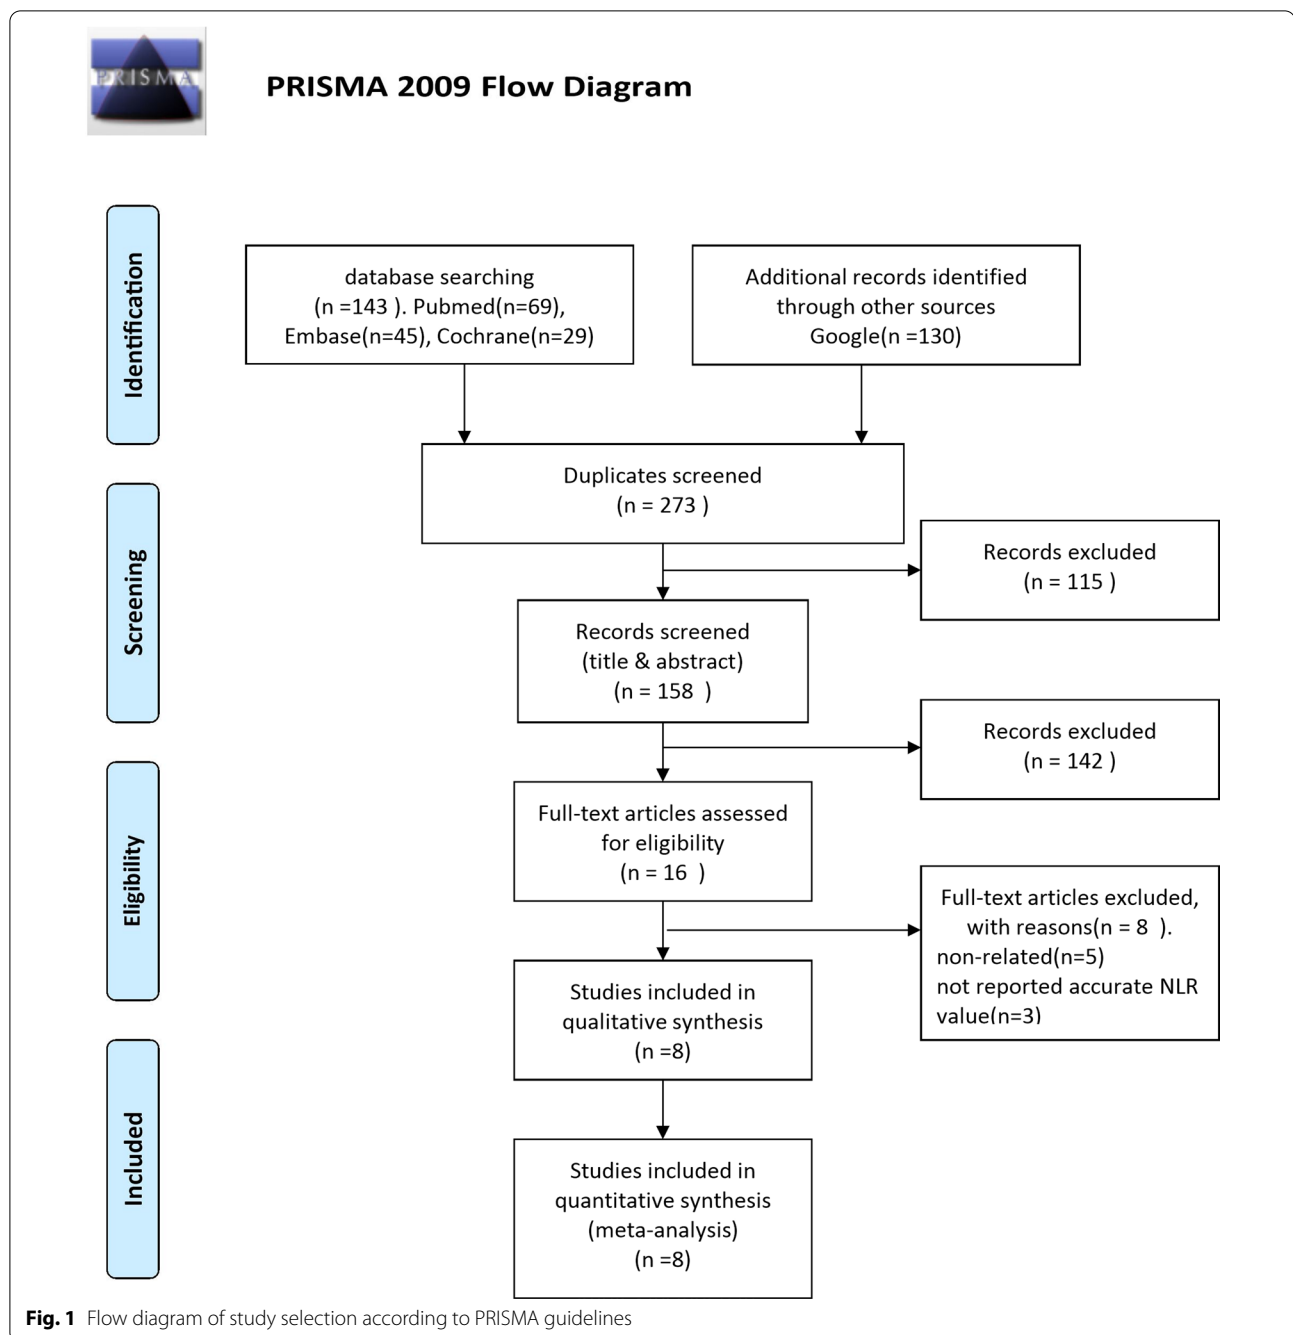 PRISMA
PRISMA 2009 Flow Diagram
Identification
database searching
(n =143 ). Pubmed(n=69),
Embase(n=45), Cochrane(n=29)
Additional records identified
through other sources
Google(n =130)
Duplicates screened
(n = 273 )
Screening
Records excluded
(n = 115 )
Records screened
(title & abstract)
(n = 158  )
Records excluded
(n = 142 )
Eligibility
Full-text articles assessed
for eligibility
(n = 16  )
Full-text articles excluded,
with reasons(n = 8  ).
non-related(n=5)
not reported accurate NLR
value(n=3)
Studies included in
qualitative synthesis
(n =8)
Included
Studies included in
quantitative synthesis
(meta-analysis)
(n =8)
Fig. 1 Flow diagram of study selection according to PRISMA guidelines